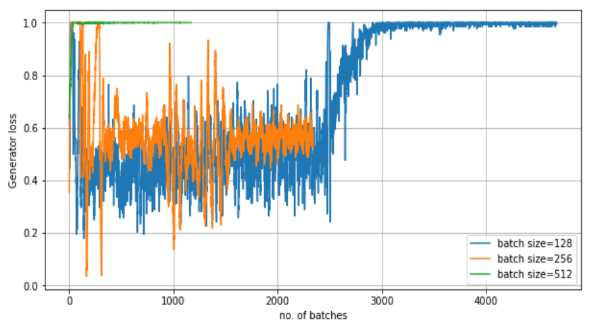 1.0
0.8
0.6
0.4
0.2
0.0
Generator loss
0
1000
2000
3000
4000
no. of batches
batch size=128
batch size=256
batch size=512